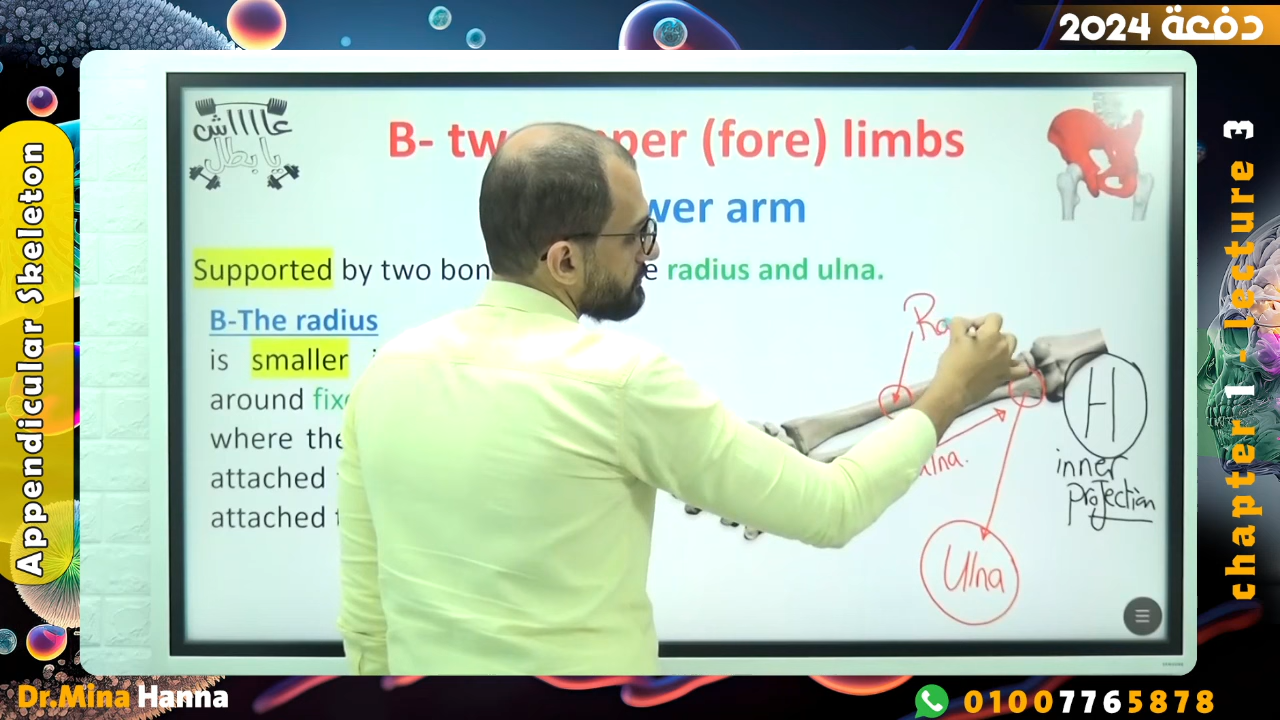 دفعة 2024
Appendicular Skeleton
chapter 1 - lecture 3
عااااش
يا بطل
B- tw per (fore) limbs
wer arm
Supported by two bon e radius and ulna.
B-The radius
is smaller
around fix
where the
attached
attached
Ra
H
ulna.
inner
projection
Ulna
Dr.Mina Hanna
01007765878